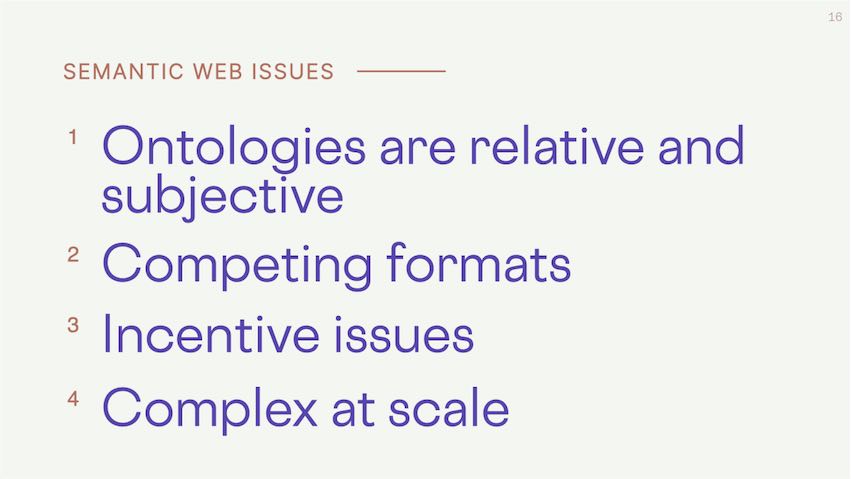 16
SEMANTIC WEB ISSUES
1 Ontologies are relative and
subjective
2 Competing formats
3 Incentive issues
4 Complex at scale